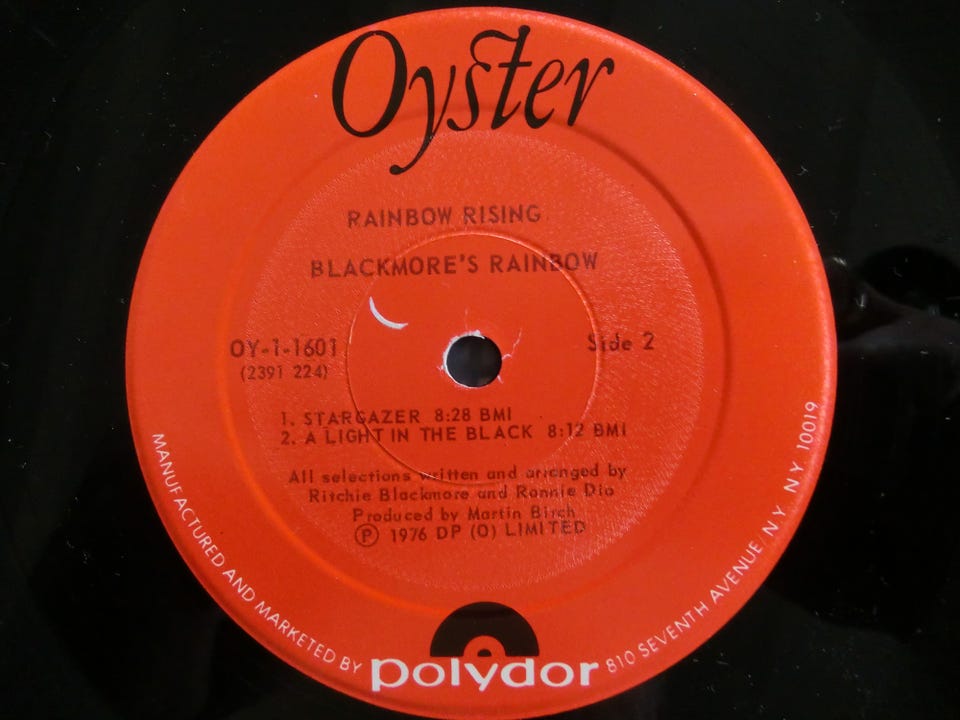 Oyster
RAINBOW RISING
BLACKMORE'S RAINBOW
OY-1-1601
(2391 224)
Side 2
1. STARGAZER 8:28 BMI
2. A LIGHT IN THE BLACK 8:12 BMI
All selections written and arranged by
Ritchie Blackmore and Ronnie Dio
Produced by Martin Birch
Ⓟ 1976 DP (O) LIMITED
MANUFACTURED AND MARKETED BY polydor 810 SEVENTH AVENUE, N.Y. NY 10019